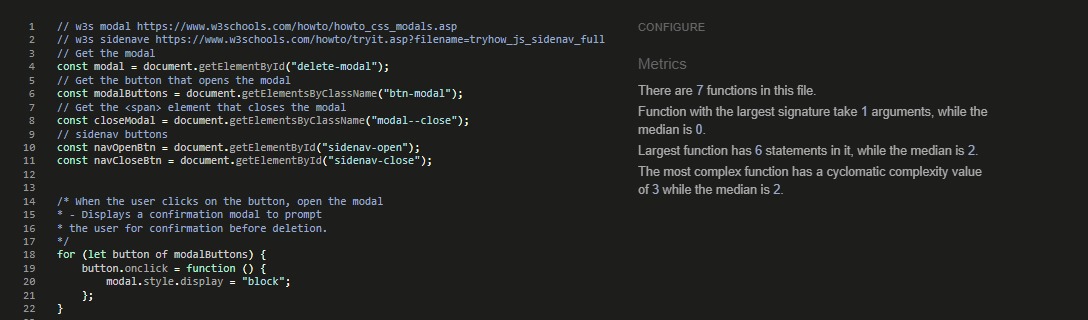 1 // w3s modal https://www.w3schools.com/howto/howto_css_modals.asp
2 // w3s sidenave https://www.w3schools.com/howto/tryit.asp?filename=tryhow_js_sidenav_full
3 // Get the modal
4 const modal = document.getElementById("delete-modal");
5 // Get the button that opens the modal
6 const modalButtons = document.getElementsByClassName("btn-modal");
7 // Get the <span> element that closes the modal
8 const closeModal = document.getElementsByClassName("modal--close");
9 // sidenav buttons
10 const navOpenBtn = document.getElementById("sidenav-open");
11 const navCloseBtn = document.getElementById("sidenav-close");
12
13
14 /* When the user clicks on the button, open the modal
15 * - Displays a confirmation modal to prompt
16 * the user for confirmation before deletion.
17 */
18 for (let button of modalButtons) {
19 button.onclick = function () {
20 modal.style.display = "block";
21 };
22 }
CONFIGURE
Metrics
There are 7 functions in this file.
Function with the largest signature take 1 arguments, while the
median is 0.
Largest function has 6 statements in it, while the median is 2.
The most complex function has a cyclomatic complexity value
of 3 while the median is 2.